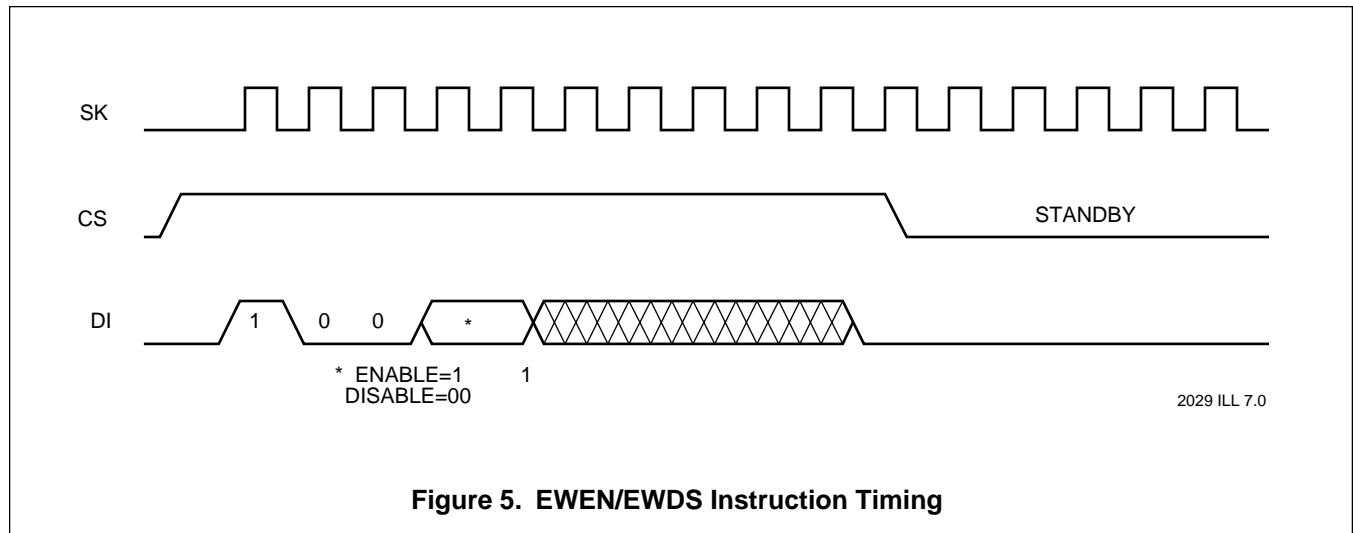 SK
CS
STANDBY
DI
1 0 0 *
* ENABLE=1 1
DISABLE=00
2029 ILL 7.0
Figure 5. EWEN/EWDS Instruction Timing